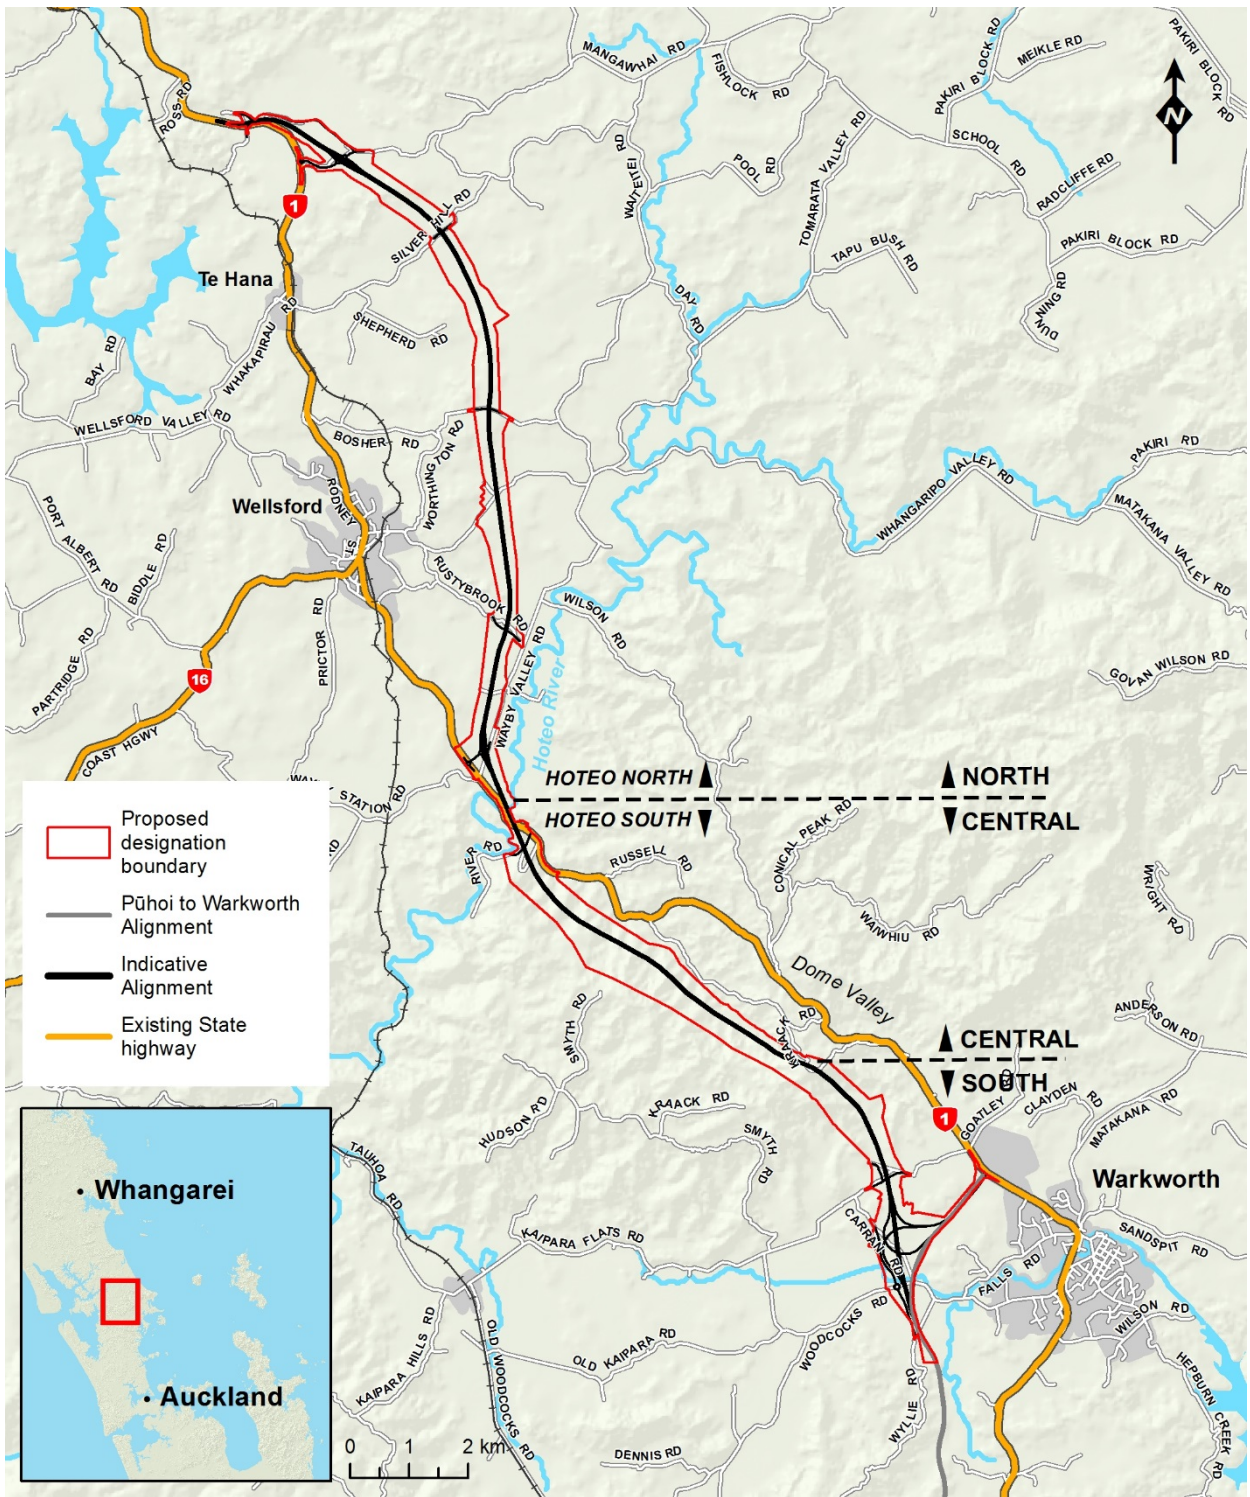 MANGAWHAI RD
FISHLOCK RD
PAKIRI BLOCK RD
MEIKLE RD
PAKIRI BLOCK RD
N
ROSS RD
WAITEITEI RD
POOL RD
TOMARATA VALLEY RD
SCHOOL RD
RADCLIFFE RD
1
SILVER HILL RD
TAPU BUSH RD
PAKIRI BLOCK RD
Te Hana
DAY RD
DUNNING RD
SHEPHERD RD
WHAKAPIRAU RD
BAY RD
WELLSFORD VALLEY RD
BOSHER RD
WORTHINGTON RD
PAKIRI RD
WHANGARIPO VALLEY RD
MATAKANA VALLEY RD
Wellsford
RODNEY ST
PORT ALBERT RD
BIDDLE RD
RUSTYBROOK RD
WILSON RD
PRICTOR RD
PARTRIDGE RD
GOVAN WILSON RD
16
WAYBY VALLEY RD
Hoteo River
COAST HGWY
STATION RD
HOTEO NORTH
NORTH
HOTEO SOUTH
CENTRAL
RD
RIVER RD
RUSSELL RD
CONICAL PEAK RD
WRIGHT RD
WAIWHIU RD
Proposed
designation
boundary
Pūhoi to Warkworth
Alignment
Indicative
Alignment
Existing State
highway
Dome Valley
SMYTH RD
KRAACK RD
ANDERSON RD
CENTRAL
SOUTH
HUDSON RD
KRAACK RD
SMYTH RD
1
GOATLEY RD
CLAYDEN RD
MATAKANA RD
TAUHOA RD
Warkworth
KAIPARA FLATS RD
CARRAN RD
SANDSPIT RD
FALLS RD
WOODCOCKS RD
WILSON RD
KAIPARA HILLS RD
OLD WOODCOCKS RD
OLD KAIPARA RD
WYLLIE RD
HEPBURN CREEK RD
DENNIS RD
Whangarei
Auckland
0 1 2 km